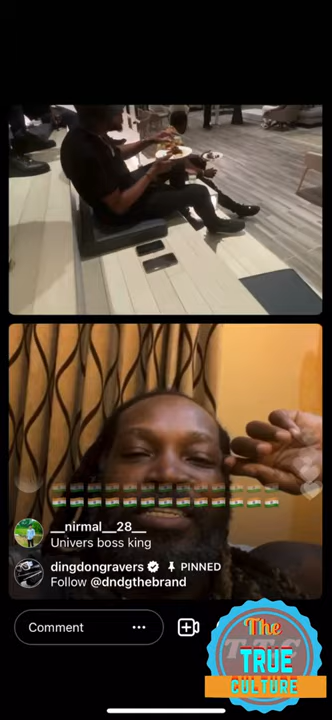 __nirmal__28__
Univers boss king
dingdongravers PINNED
Follow @dndgthebrand
Comment
The
TRUE
CULTURE